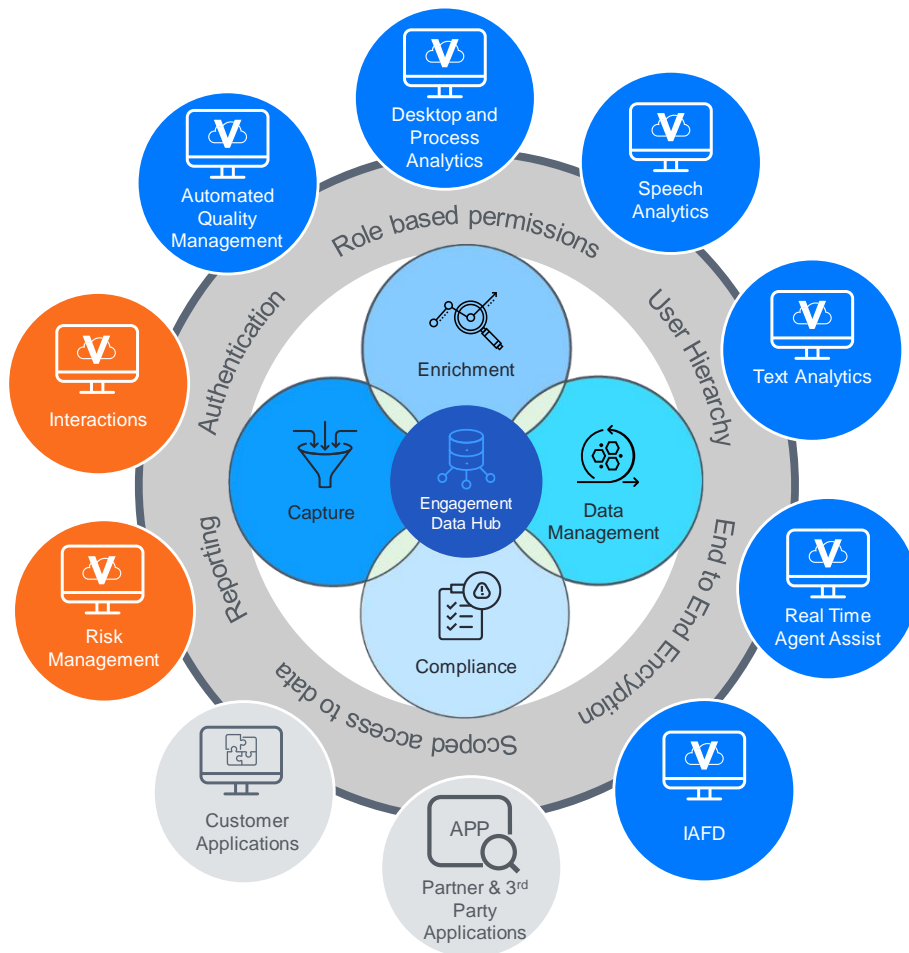 Desktop and
Process
Analytics
Automated
Quality
Management
Speech
Analytics
Role based permissions
Authentication
User Hierarchy
Enrichment
Interactions
Text Analytics
Capture
Engagement
Data Hub
Data
Management
Reporting
End to End Encryption
Risk
Management
Real Time
Agent Assist
Compliance
Scoped access to data
Customer
Applications
APP
Partner & 3rd
Party
Applications
IAFD